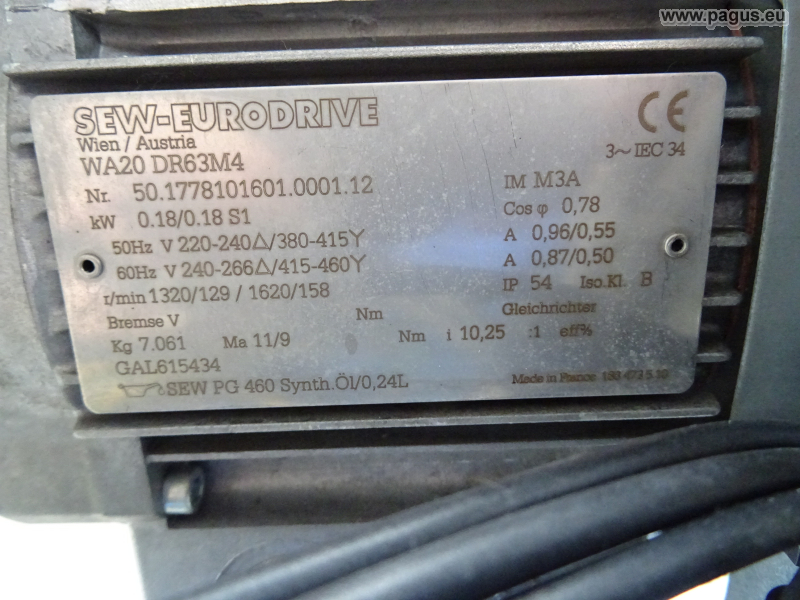 www.pagus.eu
SEW-EURODRIVE
Wien / Austria
CE
WA20 DR63M4
3~ IEC 34
Nr. 50.1778101601.0001.12
IM M3A
kW 0.18/0.18 S1
Cos φ 0,78
50Hz V 220-240△/380-415Y
A 0,96/0,55
60Hz V 240-266△/415-460Y
A 0,87/0,50
r/min 1320/129 / 1620/158
IP 54 Iso.Kl. B
Bremse V Nm
Gleichrichter
Kg 7.061 Ma 11/9 Nm i 10,25 :1 eff%
GAL615434
SEW PG 460 Synth.Öl/0,24L
Made in France